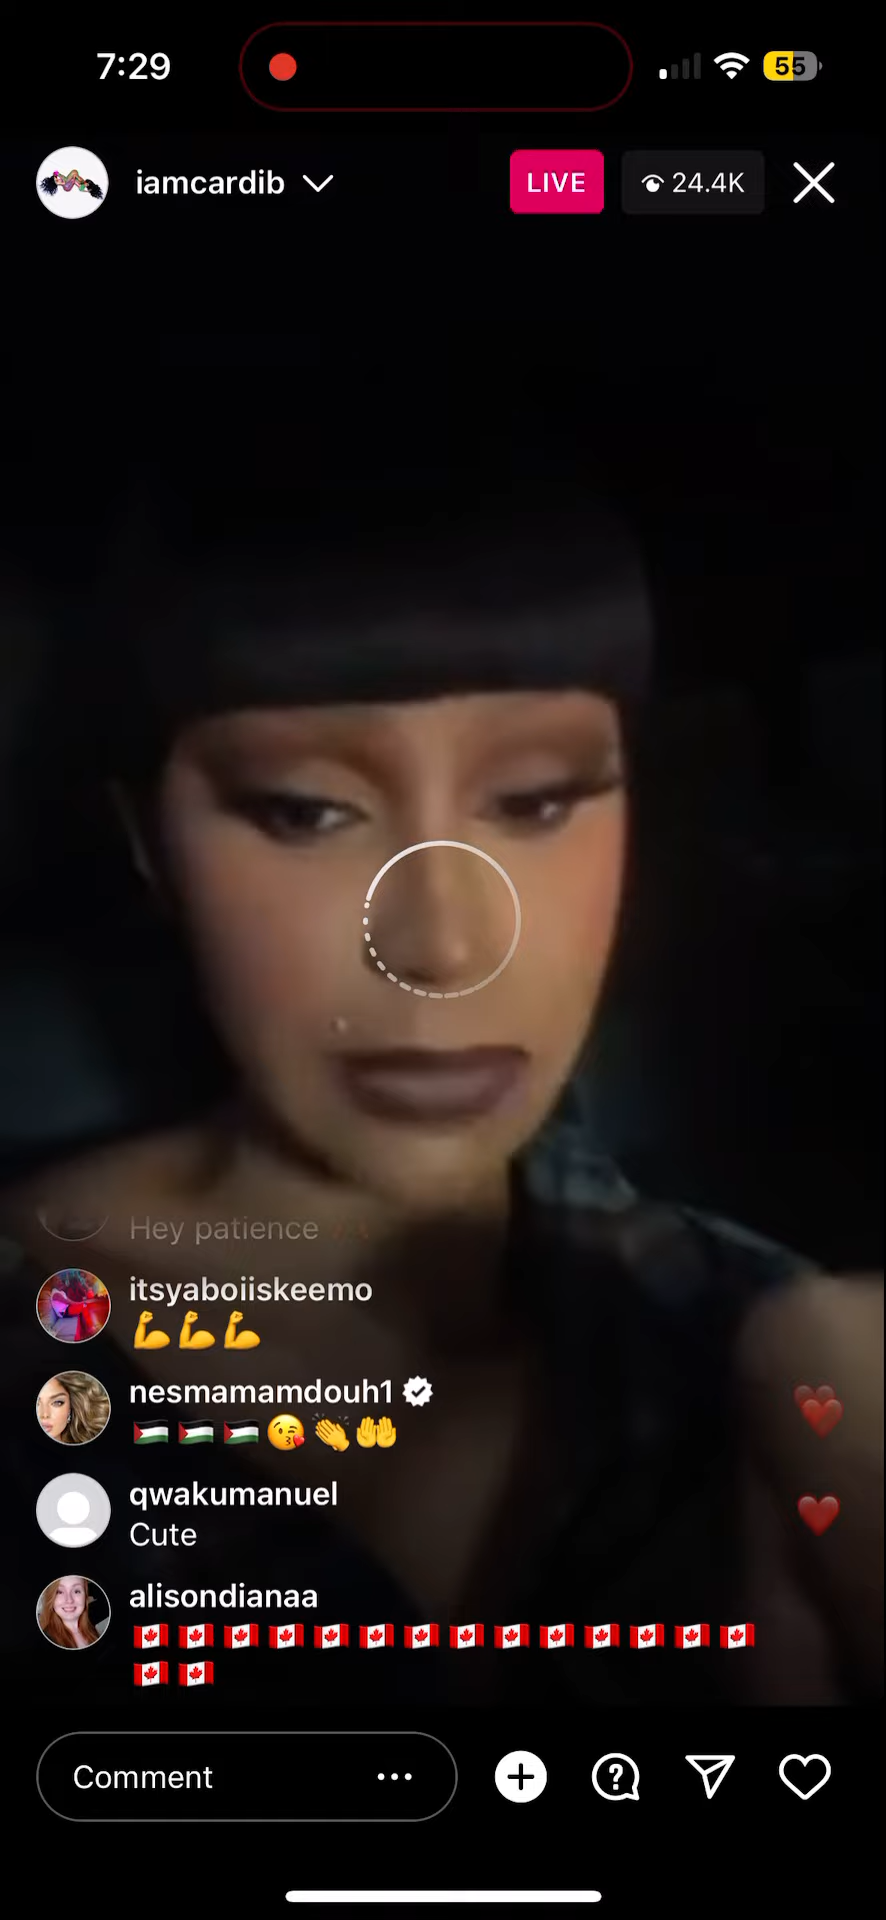 7:29
55
iamcardib
LIVE
24.4K
Hey patience
itsyaboiiskeemo
💪💪💪
nesmamamdouh1
🇵🇸🇵🇸🇵🇸😘👏🤲
qwakumanuel
Cute
alisondianaa
🇨🇦🇨🇦🇨🇦🇨🇦🇨🇦🇨🇦🇨🇦🇨🇦🇨🇦🇨🇦🇨🇦🇨🇦🇨🇦🇨🇦
🇨🇦🇨🇦
Comment